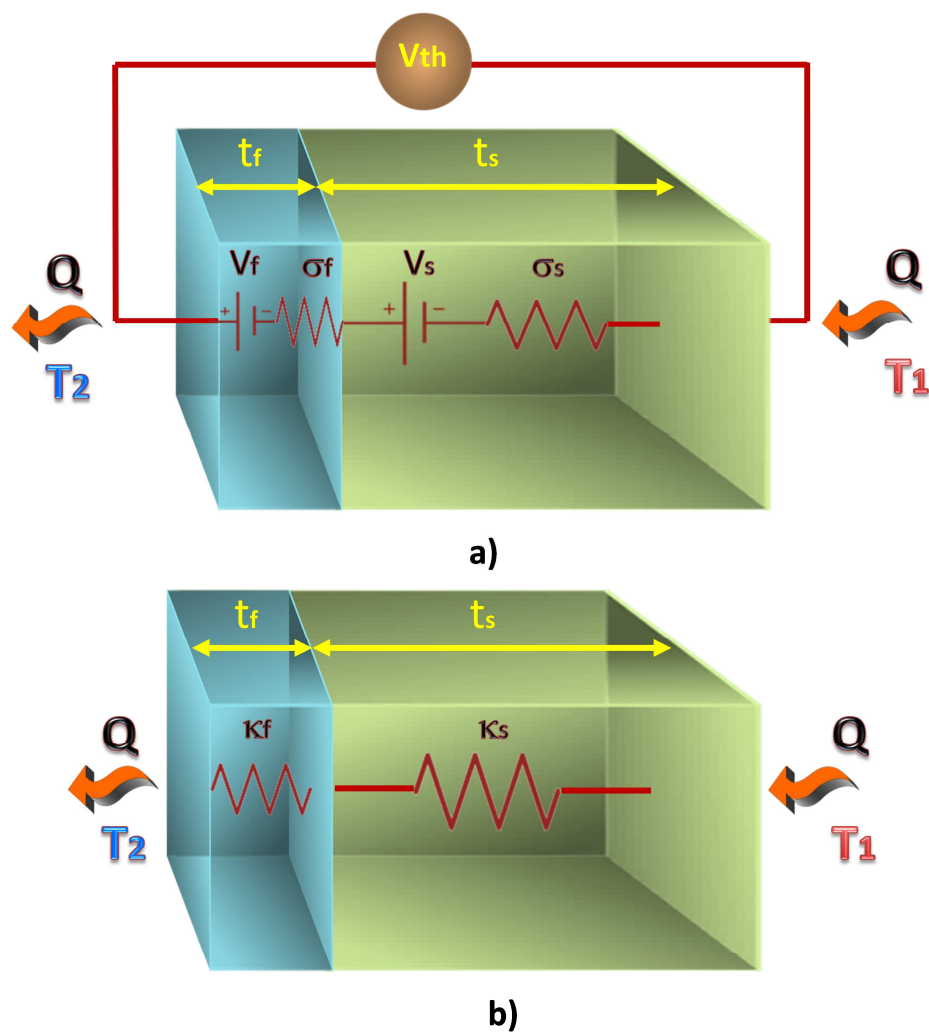 Vth
tf ts
Vf σf Vs σs
+ − + −
Q Q
T2 T1
a)
tf ts
κf κs
Q Q
T2 T1
b)